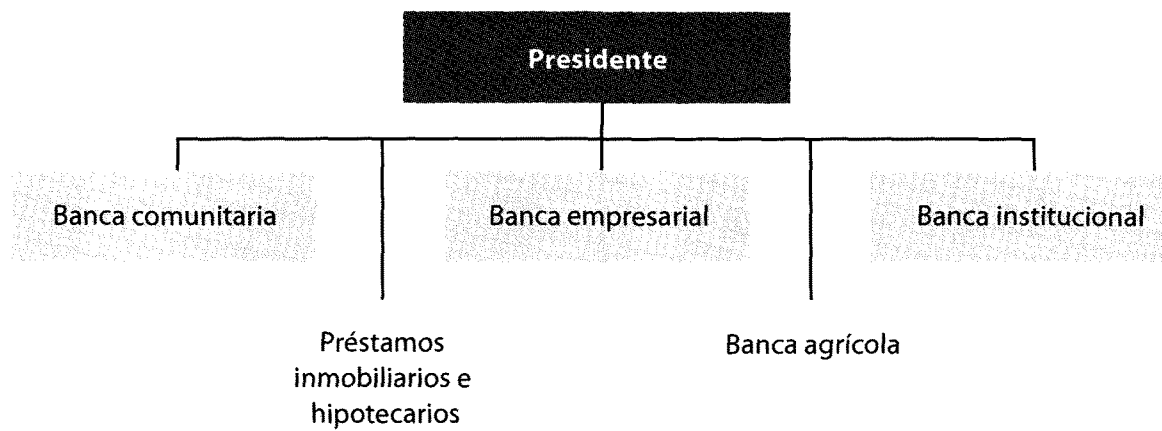 Presidente
Banca comunitaria
Banca empresarial
Banca institucional
Préstamos
inmobiliarios e
hipotecarios
Banca agrícola